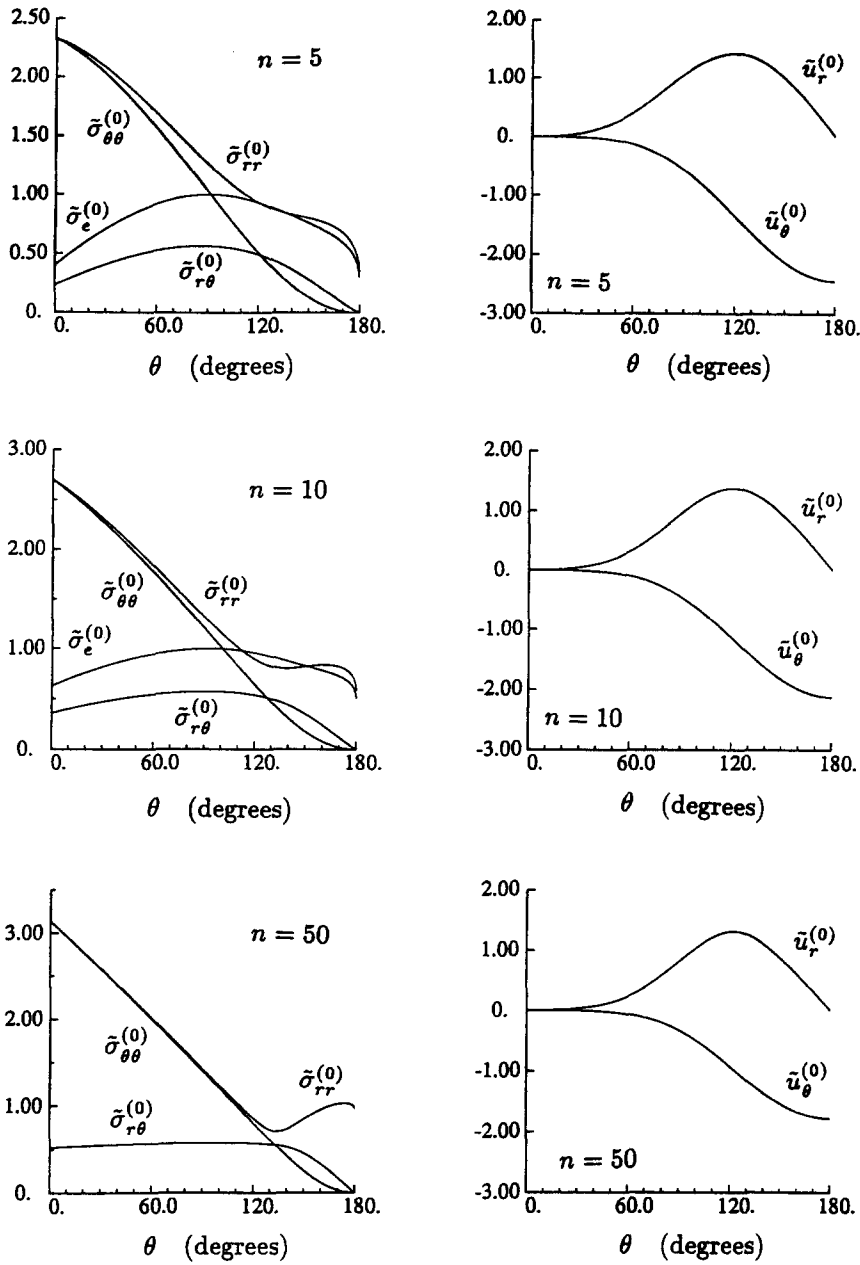 2.50
2.00
1.50
1.00
0.50
0.
n = 5
σ̃_θθ^(0)
σ̃_rr^(0)
σ̃_e^(0)
σ̃_rθ^(0)
0. 60.0 120. 180.
θ (degrees)
2.00
1.00
0.
-1.00
-2.00
-3.00
ũ_r^(0)
ũ_θ^(0)
n = 5
0. 60.0 120. 180.
θ (degrees)
3.00
2.00
1.00
0.
n = 10
σ̃_θθ^(0)
σ̃_rr^(0)
σ̃_e^(0)
σ̃_rθ^(0)
0. 60.0 120. 180.
θ (degrees)
2.00
1.00
0.
-1.00
-2.00
-3.00
ũ_r^(0)
ũ_θ^(0)
n = 10
0. 60.0 120. 180.
θ (degrees)
3.00
2.00
1.00
0.
n = 50
σ̃_θθ^(0)
σ̃_rr^(0)
σ̃_rθ^(0)
0. 60.0 120. 180.
θ (degrees)
2.00
1.00
0.
-1.00
-2.00
-3.00
ũ_r^(0)
ũ_θ^(0)
n = 50
0. 60.0 120. 180.
θ (degrees)